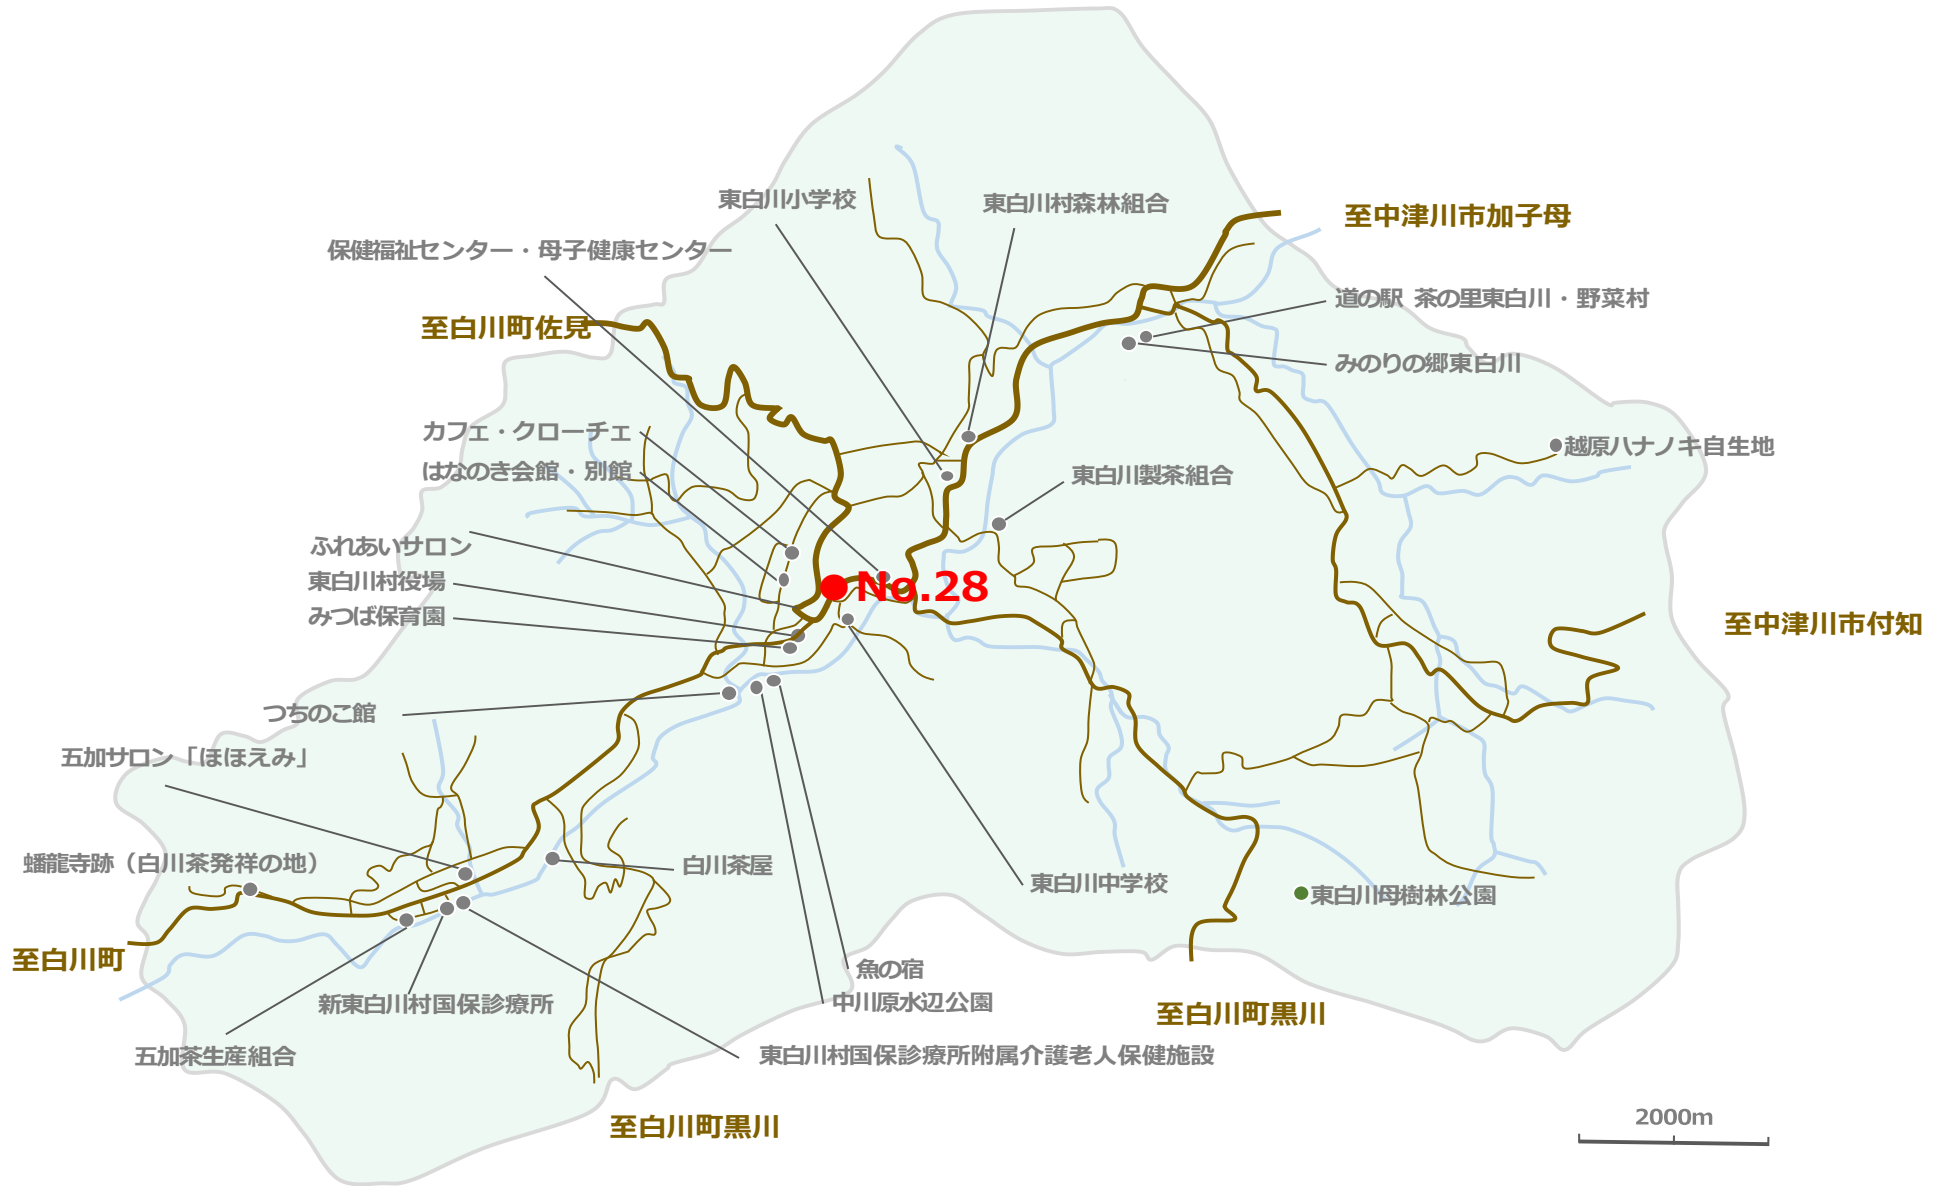 東白川小学校
東白川村森林組合
至中津川市加子母
保健福祉センター・母子健康センター
道の駅 茶の里東白川・野菜村
至白川町佐見
みのりの郷東白川
カフェ・クローチェ
越原ハナノキ自生地
はなのき会館・別館
東白川製茶組合
ふれあいサロン
東白川村役場
No.28
みつば保育園
至中津川市付知
つちのこ館
五加サロン「ほほえみ」
蟠龍寺跡（白川茶発祥の地）
白川茶屋
東白川中学校
東白川母樹林公園
至白川町
魚の宿
新東白川村国保診療所
中川原水辺公園
至白川町黒川
五加茶生産組合
東白川村国保診療所附属介護老人保健施設
至白川町黒川
2000m